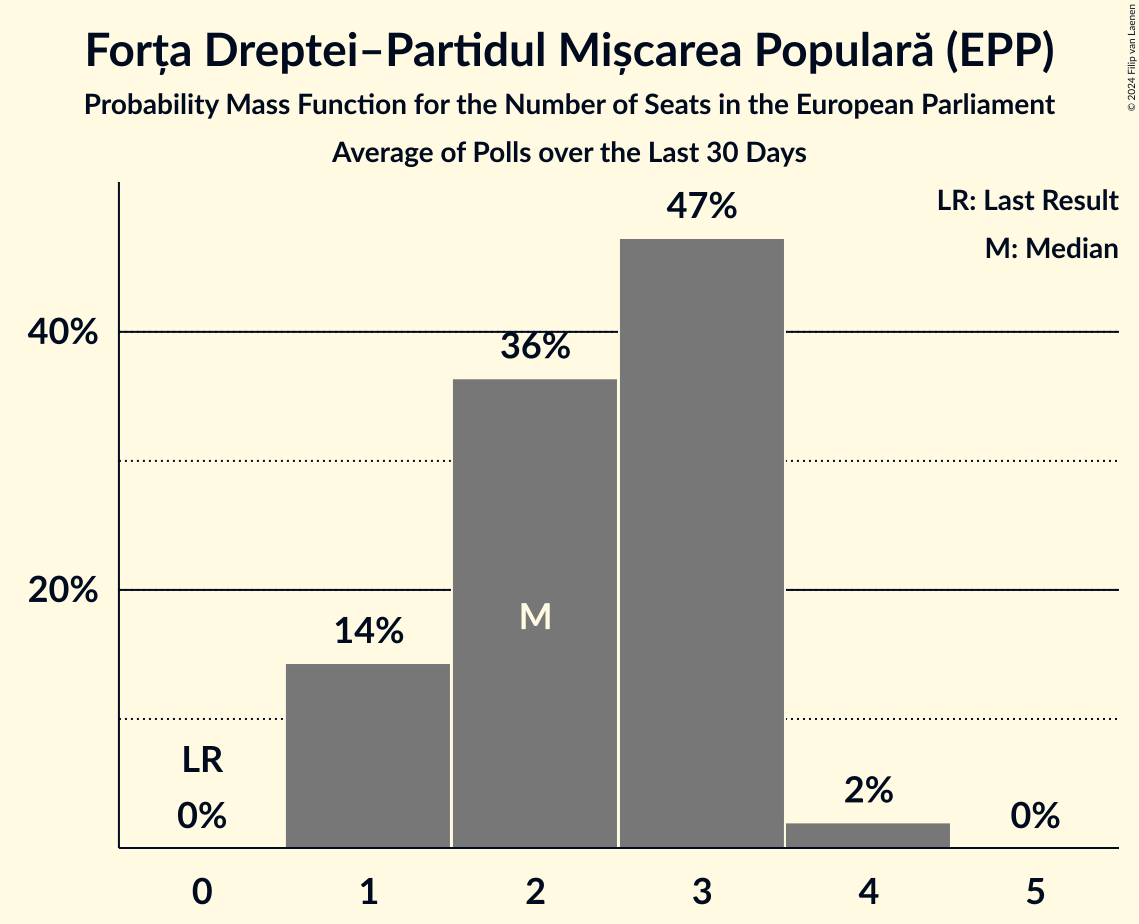 Forța Dreptei–Partidul Mișcarea Populară (EPP)
Probability Mass Function for the Number of Seats in the European Parliament
Average of Polls over the Last 30 Days
© 2024 Filip van Laenen
LR: Last Result
M: Median
47%
40%
36%
20%
M
14%
LR
2%
0%
0%
0 1 2 3 4 5